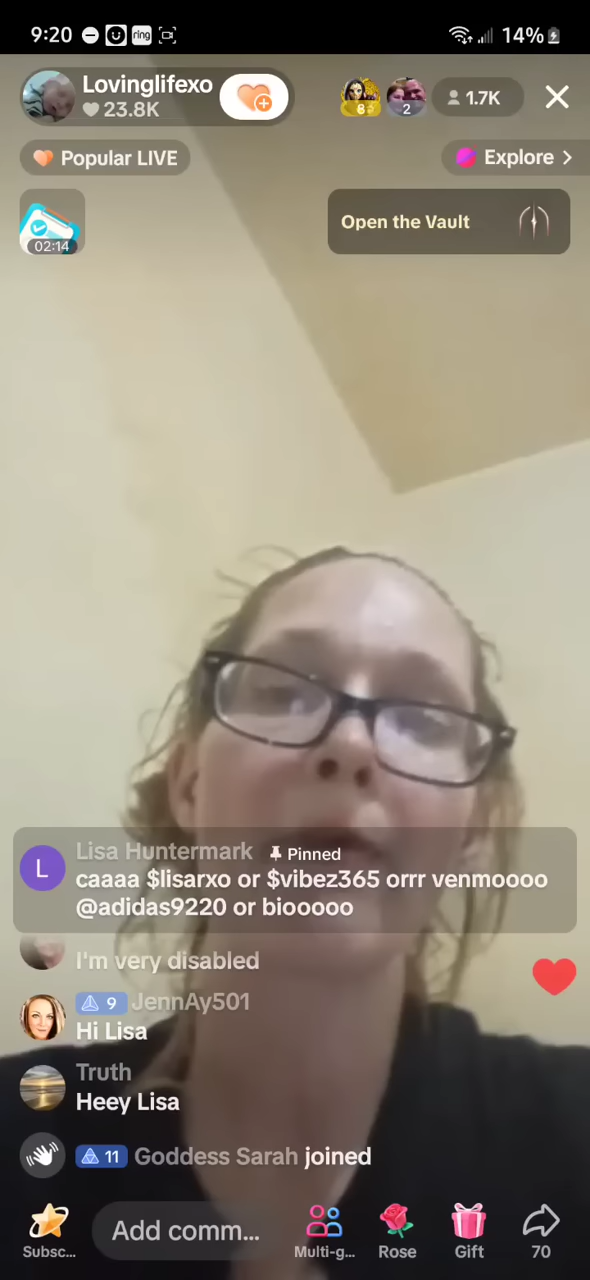 9:20
ring
14%
Lovinglifexo
23.8K
2
1.7K
Popular LIVE
Explore
02:14
Open the Vault
L
Lisa Huntermark
Pinned
caaaa $lisarxo or $vibez365 orrr venmoooo
@adidas9220 or biooooo
I'm very disabled
9 JennAy501
Hi Lisa
Truth
Heey Lisa
11 Goddess Sarah joined
Subsc...
Add comm...
Multi-g...
Rose
Gift
70